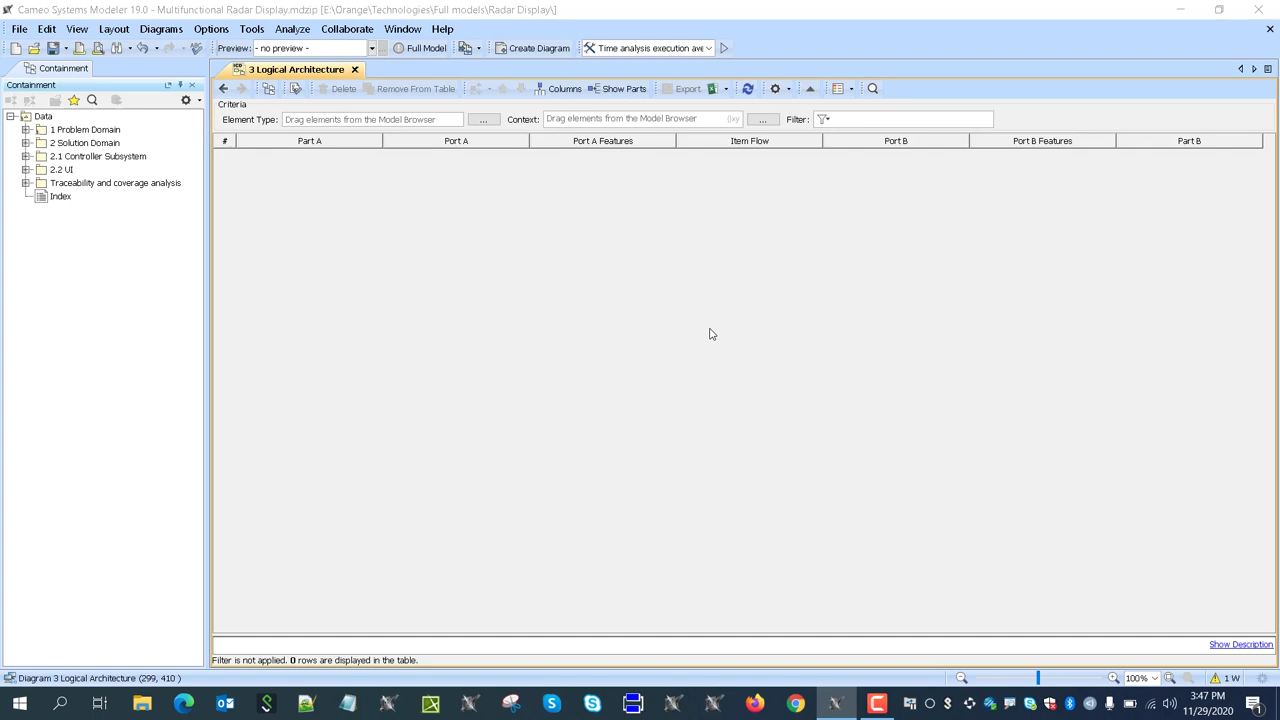 Cameo Systems Modeler 19.0 - Multifunctional Radar Display.mdzip [E:\Orange\Technologies\Full models\Radar Display\]
File Edit View Layout Diagrams Options Tools Analyze Collaborate Window Help
Preview: - no preview - Full Model Create Diagram Time analysis execution ave
Containment
3 Logical Architecture
Containment
Delete Remove From Table Columns Show Parts Export
Criteria
Element Type: Drag elements from the Model Browser ... Context: Drag elements from the Model Browser ... Filter:
# Part A Port A Port A Features Item Flow Port B Port B Features Part B
Data
1 Problem Domain
2 Solution Domain
2.1 Controller Subsystem
2.2 UI
Traceability and coverage analysis
Index
Show Description
Filter is not applied. 0 rows are displayed in the table.
Diagram 3 Logical Architecture (299, 410 )
100%
1 W
3:47 PM
11/29/2020